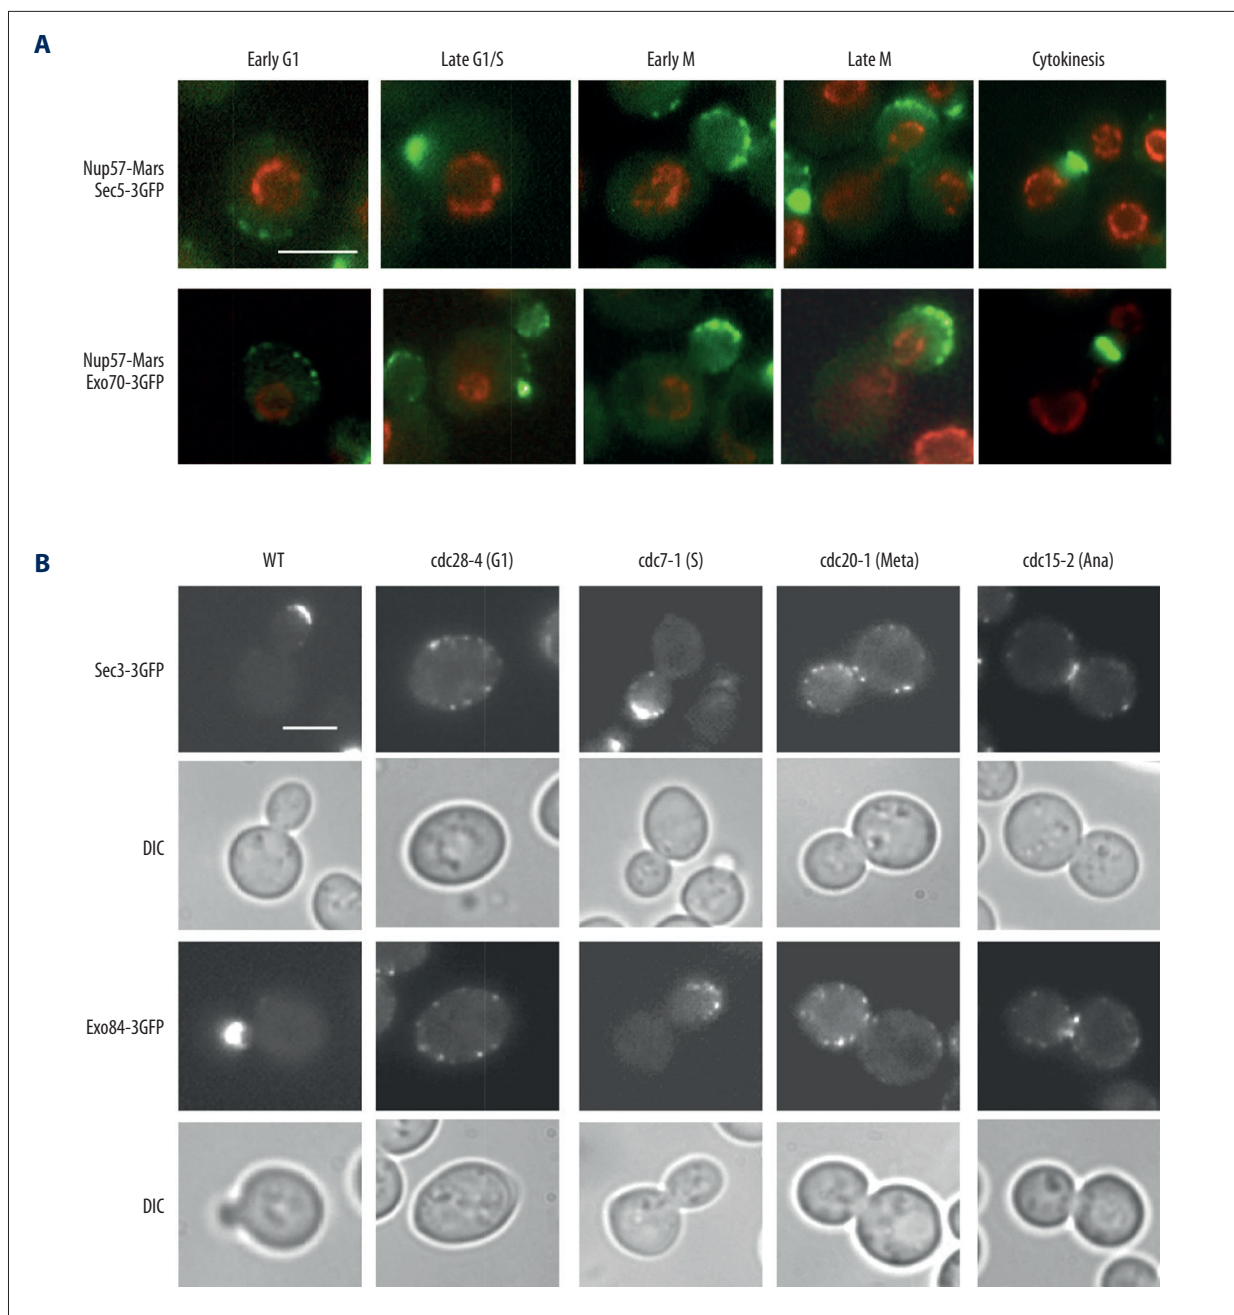 A
Early G1
Late G1/S
Early M
Late M
Cytokinesis
Nup57-Mars
Sec5-3GFP
Nup57-Mars
Exo70-3GFP
B
WT
cdc28-4 (G1)
cdc7-1 (S)
cdc20-1 (Meta)
cdc15-2 (Ana)
Sec3-3GFP
DIC
Exo84-3GFP
DIC